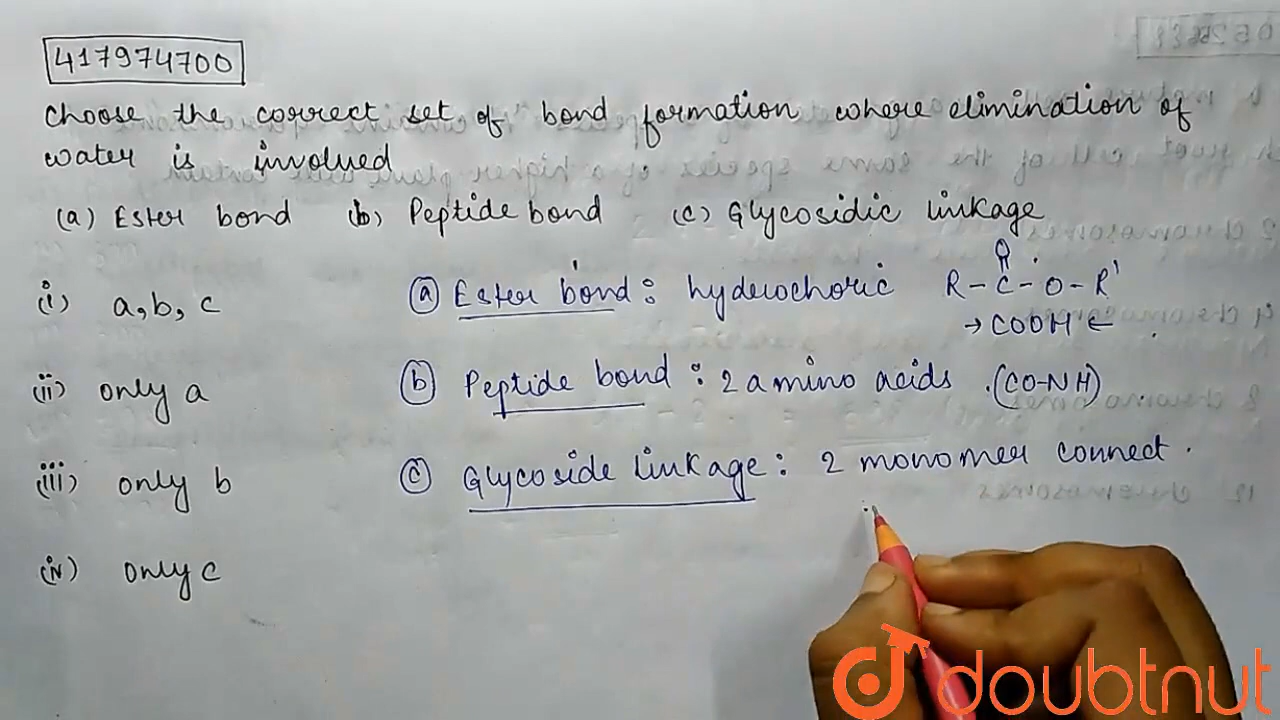 417974700
Choose the correct set of bond formation where elimination of
water is involved
(a) Ester bond (b) Peptide bond (c) Glycosidic linkage
(i) a, b, c
(a) Ester bond: hyderochoric R-C-O-R'
O
→ COOH ←
(ii) only a
(b) Peptide bond: 2 amino acids (CO-NH)
(iii) only b
(c) Glycoside linkage: 2 monomer connect.
(iv) only c
doubtnut